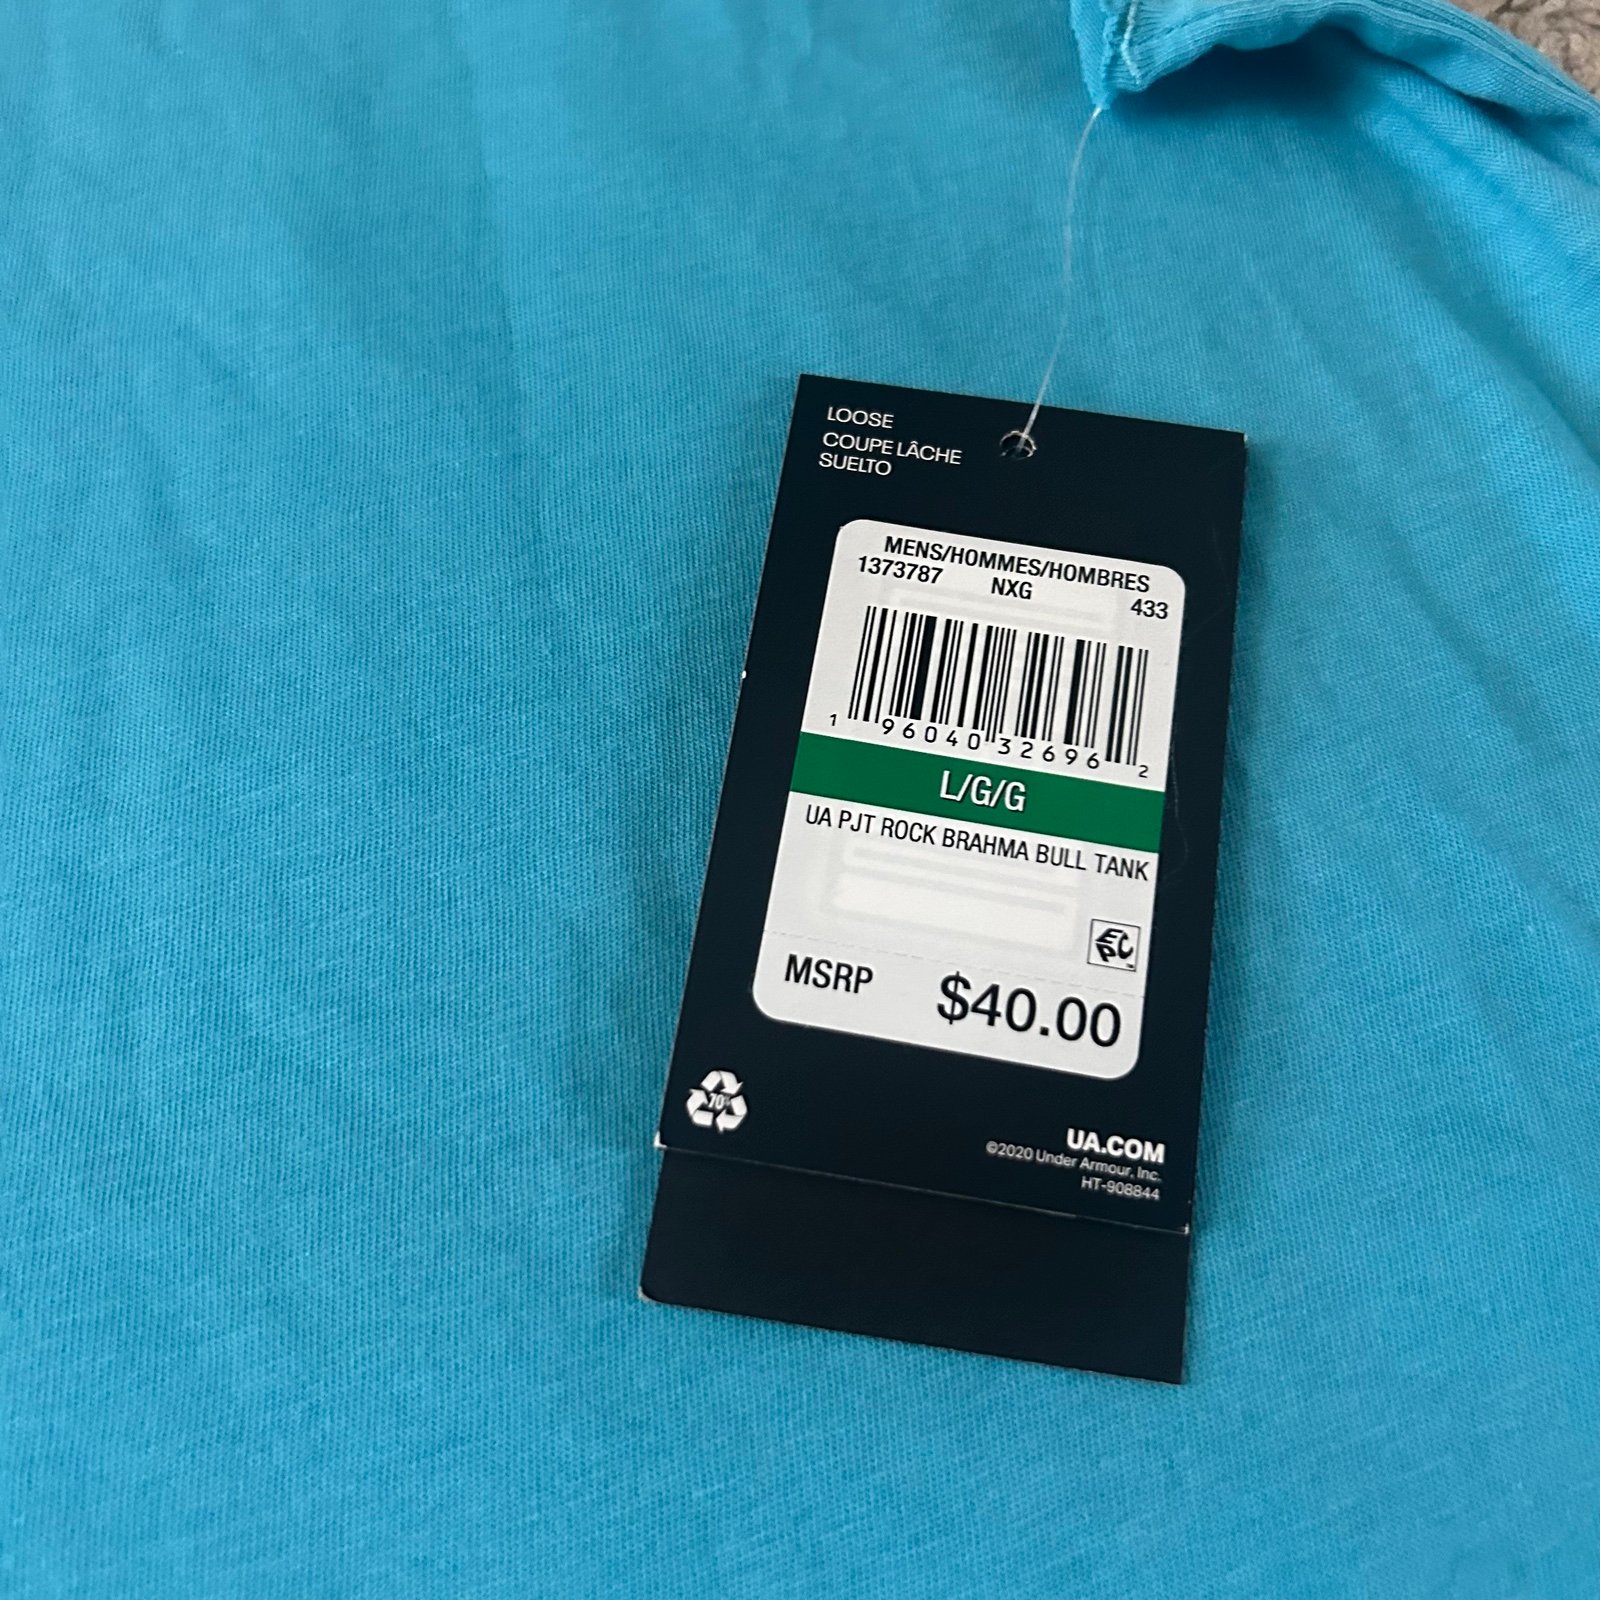 LOOSE
COUPE LÂCHE
SUELTO
MENS/HOMMES/HOMBRES
1373787 NXG 433
1 96040 32696 2
L/G/G
UA PJT ROCK BRAHMA BULL TANK
EPC
MSRP $40.00
70%
UA.COM
©2020 Under Armour, Inc.
HT-908844